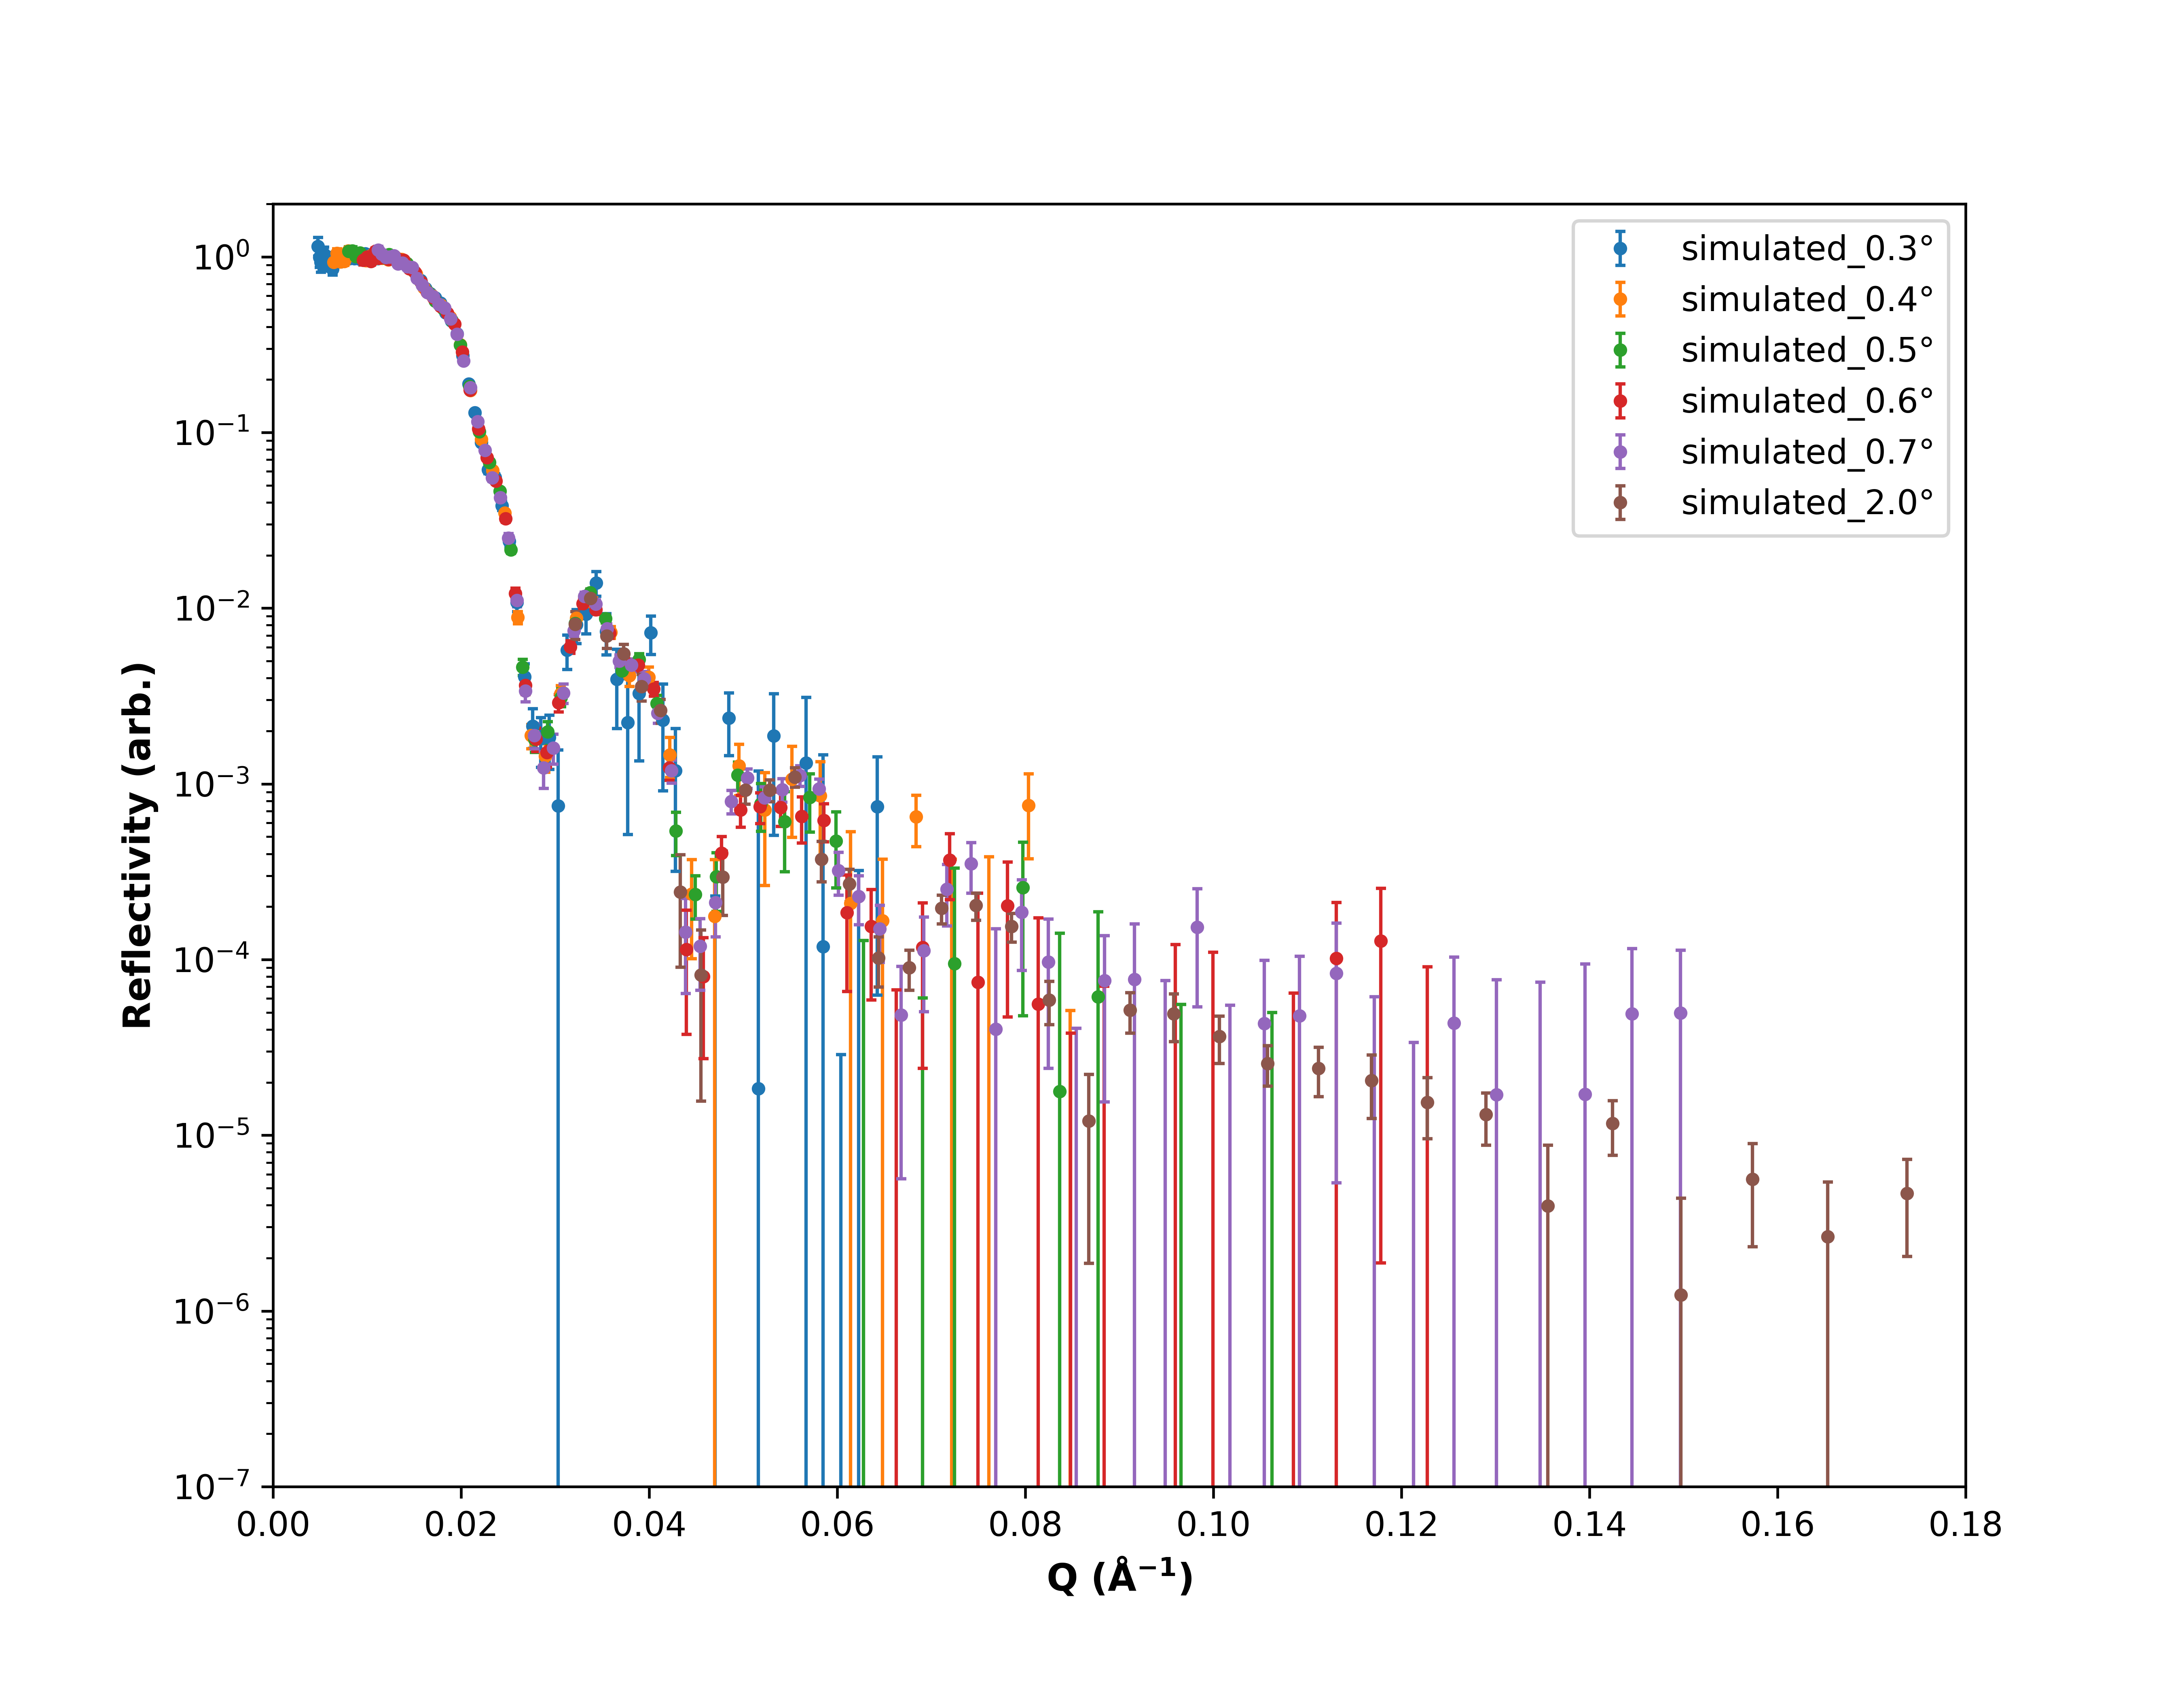 simulated_0.3°
simulated_0.4°
simulated_0.5°
simulated_0.6°
simulated_0.7°
simulated_2.0°
Reflectivity (arb.)
10⁰
10⁻¹
10⁻²
10⁻³
10⁻⁴
10⁻⁵
10⁻⁶
10⁻⁷
0.00 0.02 0.04 0.06 0.08 0.10 0.12 0.14 0.16 0.18
Q (Å⁻¹)